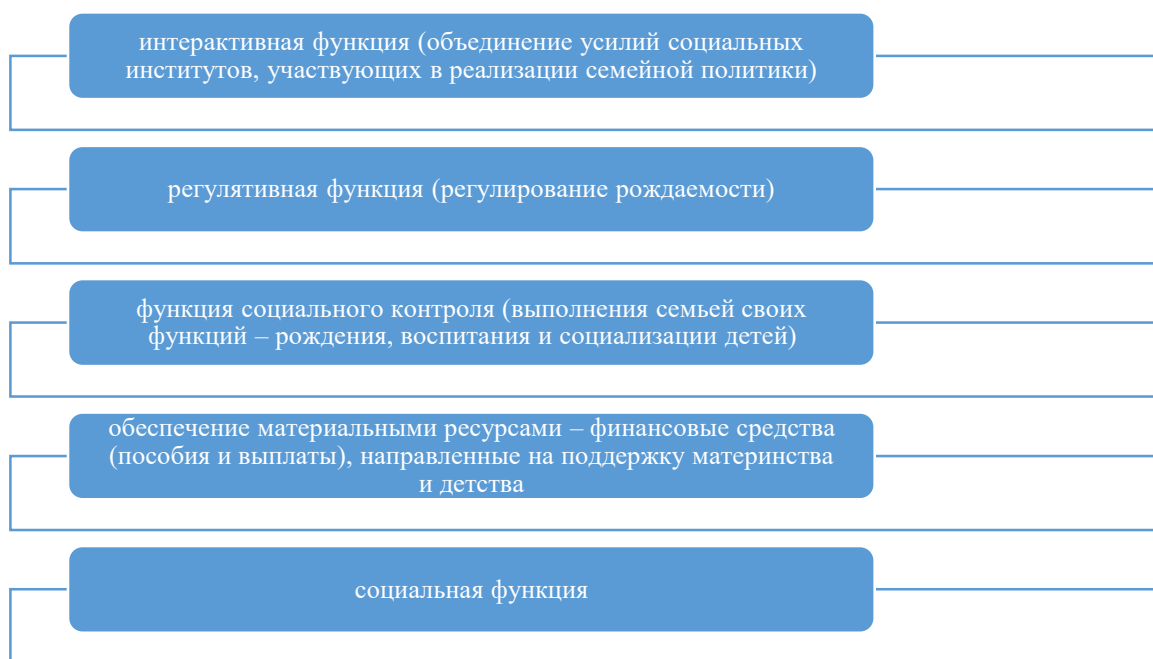 интерактивная функция (объединение усилий социальных
институтов, участвующих в реализации семейной политики)
регулятивная функция (регулирование рождаемости)
функция социального контроля (выполнения семьей своих
функций – рождения, воспитания и социализации детей)
обеспечение материальными ресурсами – финансовые средства
(пособия и выплаты), направленные на поддержку материнства
и детства
социальная функция